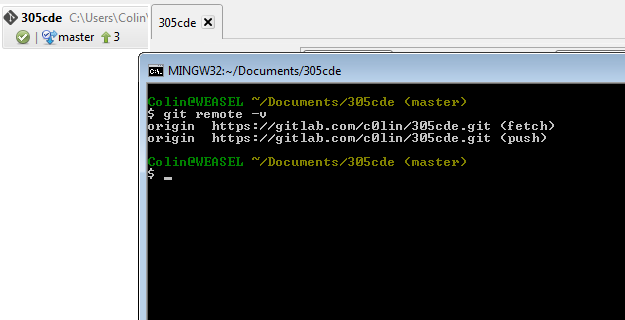 305cde C:\Users\Colin\
master 3
305cde
MINGW32:~/Documents/305cde
Colin@WEASEL ~/Documents/305cde (master)
$ git remote -v
origin  https://gitlab.com/c0lin/305cde.git (fetch)
origin  https://gitlab.com/c0lin/305cde.git (push)
Colin@WEASEL ~/Documents/305cde (master)
$ _